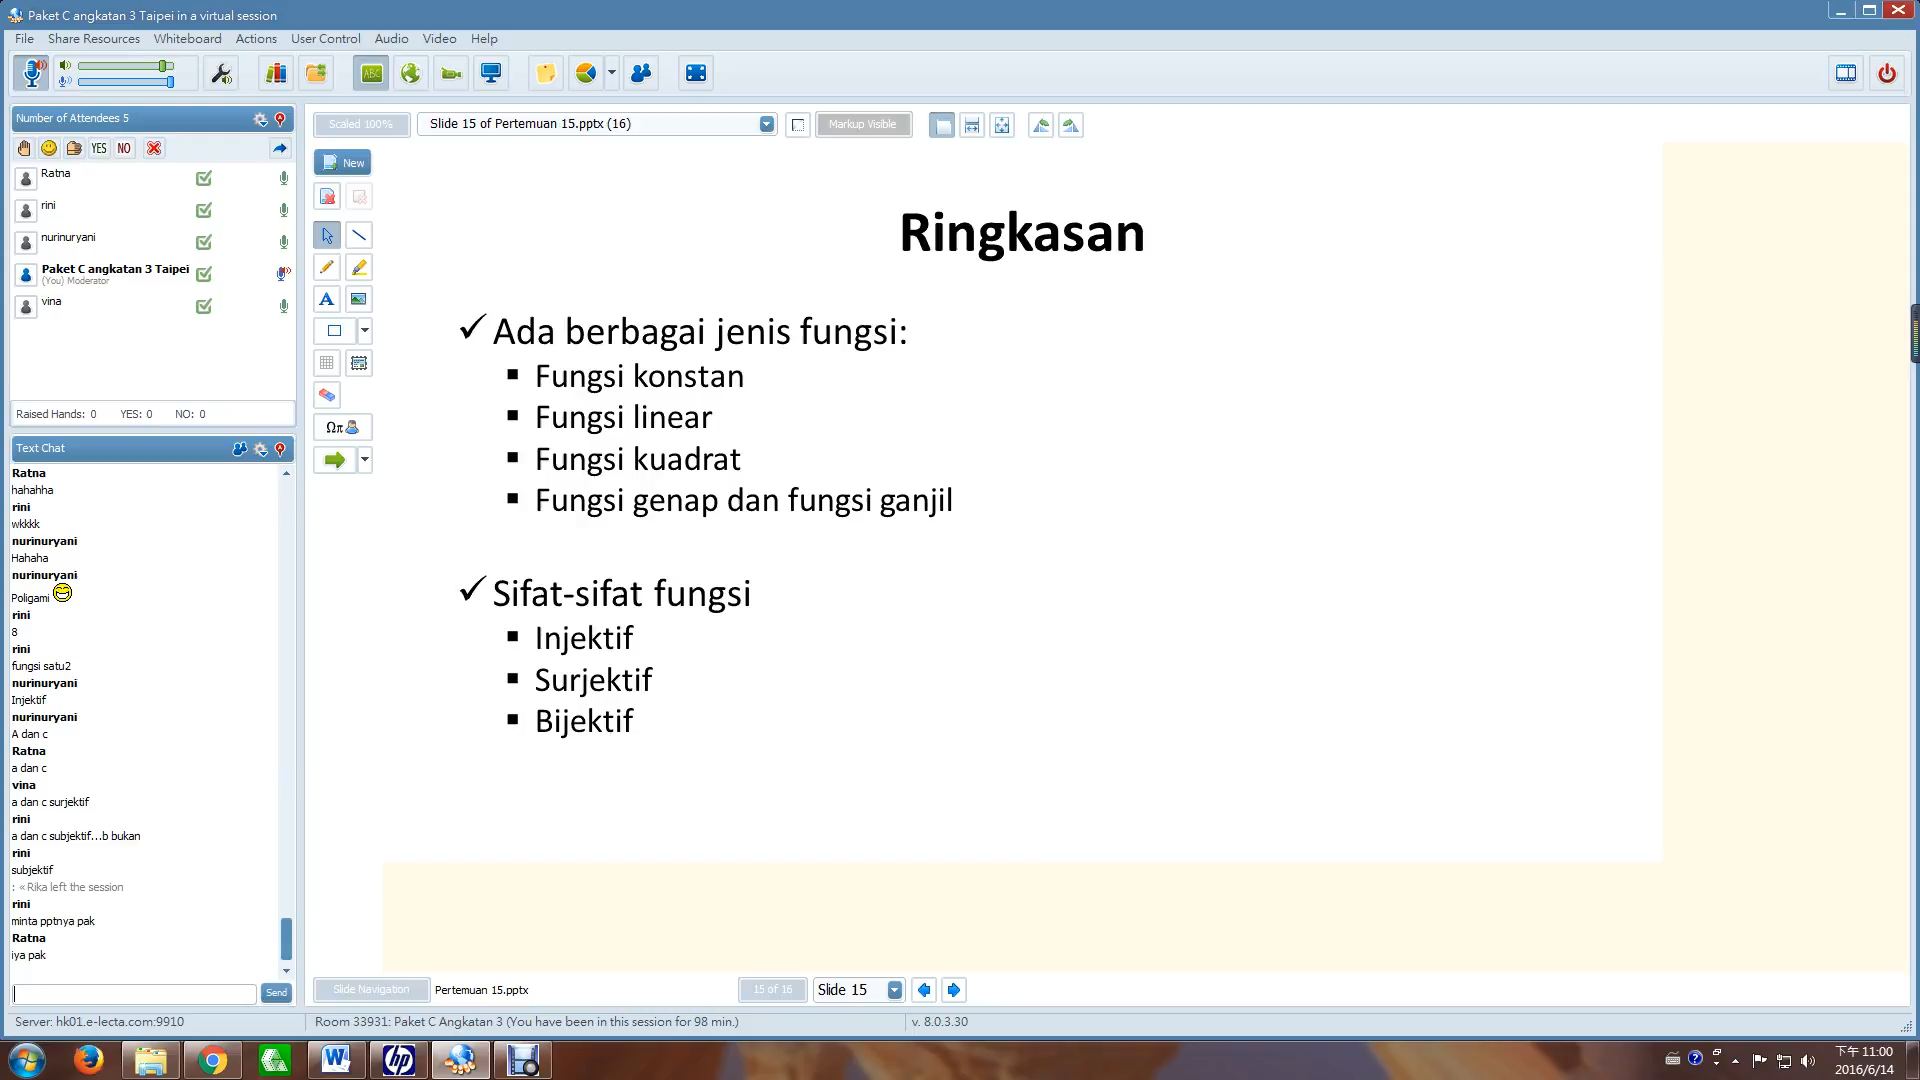 Paket C angkatan 3 Taipei in a virtual session
File Share Resources Whiteboard Actions User Control Audio Video Help
ABC
Number of Attendees 5
YES NO
Ratna
rini
nurinuryani
Paket C angkatan 3 Taipei
(You) Moderator
vina
Raised Hands: 0 YES: 0 NO: 0
Text Chat
Ratna
hahahha
rini
wkkkk
nurinuryani
Hahaha
nurinuryani
Poligami
rini
8
rini
fungsi satu2
nurinuryani
Injektif
nurinuryani
A dan c
Ratna
a dan c
vina
a dan c surjektif
rini
a dan c subjektif...b bukan
rini
subjektif
: « Rika left the session
rini
minta pptnya pak
Ratna
iya pak
Send
Scaled 100%
Slide 15 of Pertemuan 15.pptx (16)
Markup Visible
New
A
Ωπ
Ringkasan
✓ Ada berbagai jenis fungsi:
▪ Fungsi konstan
▪ Fungsi linear
▪ Fungsi kuadrat
▪ Fungsi genap dan fungsi ganjil
✓ Sifat-sifat fungsi
▪ Injektif
▪ Surjektif
▪ Bijektif
Slide Navigation
Pertemuan 15.pptx
15 of 16
Slide 15
Server: hk01.e-lecta.com:9910
Room 33931: Paket C Angkatan 3 (You have been in this session for 98 min.)
v. 8.0.3.30
W
hp
下午 11:00
2016/6/14